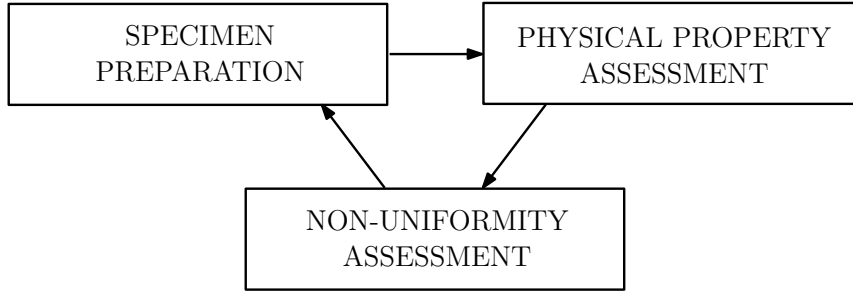 SPECIMEN
PREPARATION
PHYSICAL PROPERTY
ASSESSMENT
NON-UNIFORMITY
ASSESSMENT